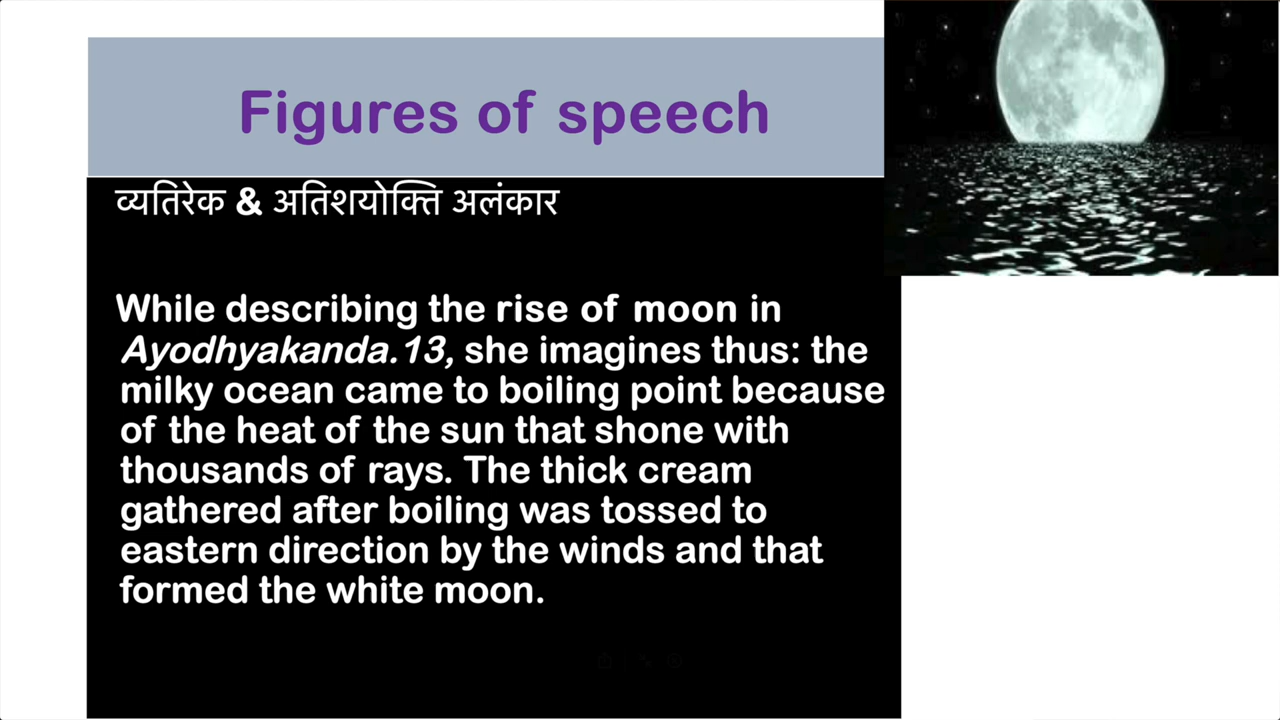 Figures of speech
व्यतिरेक & अतिशयोक्ति अलंकार
While describing the rise of moon in
Ayodhyakanda.13, she imagines thus: the
milky ocean came to boiling point because
of the heat of the sun that shone with
thousands of rays. The thick cream
gathered after boiling was tossed to
eastern direction by the winds and that
formed the white moon.